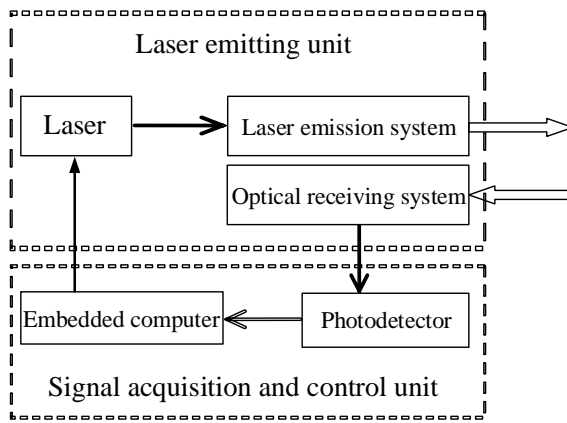 Laser emitting unit
Laser
Laser emission system
Optical receiving system
Embedded computer
Photodetector
Signal acquisition and control unit